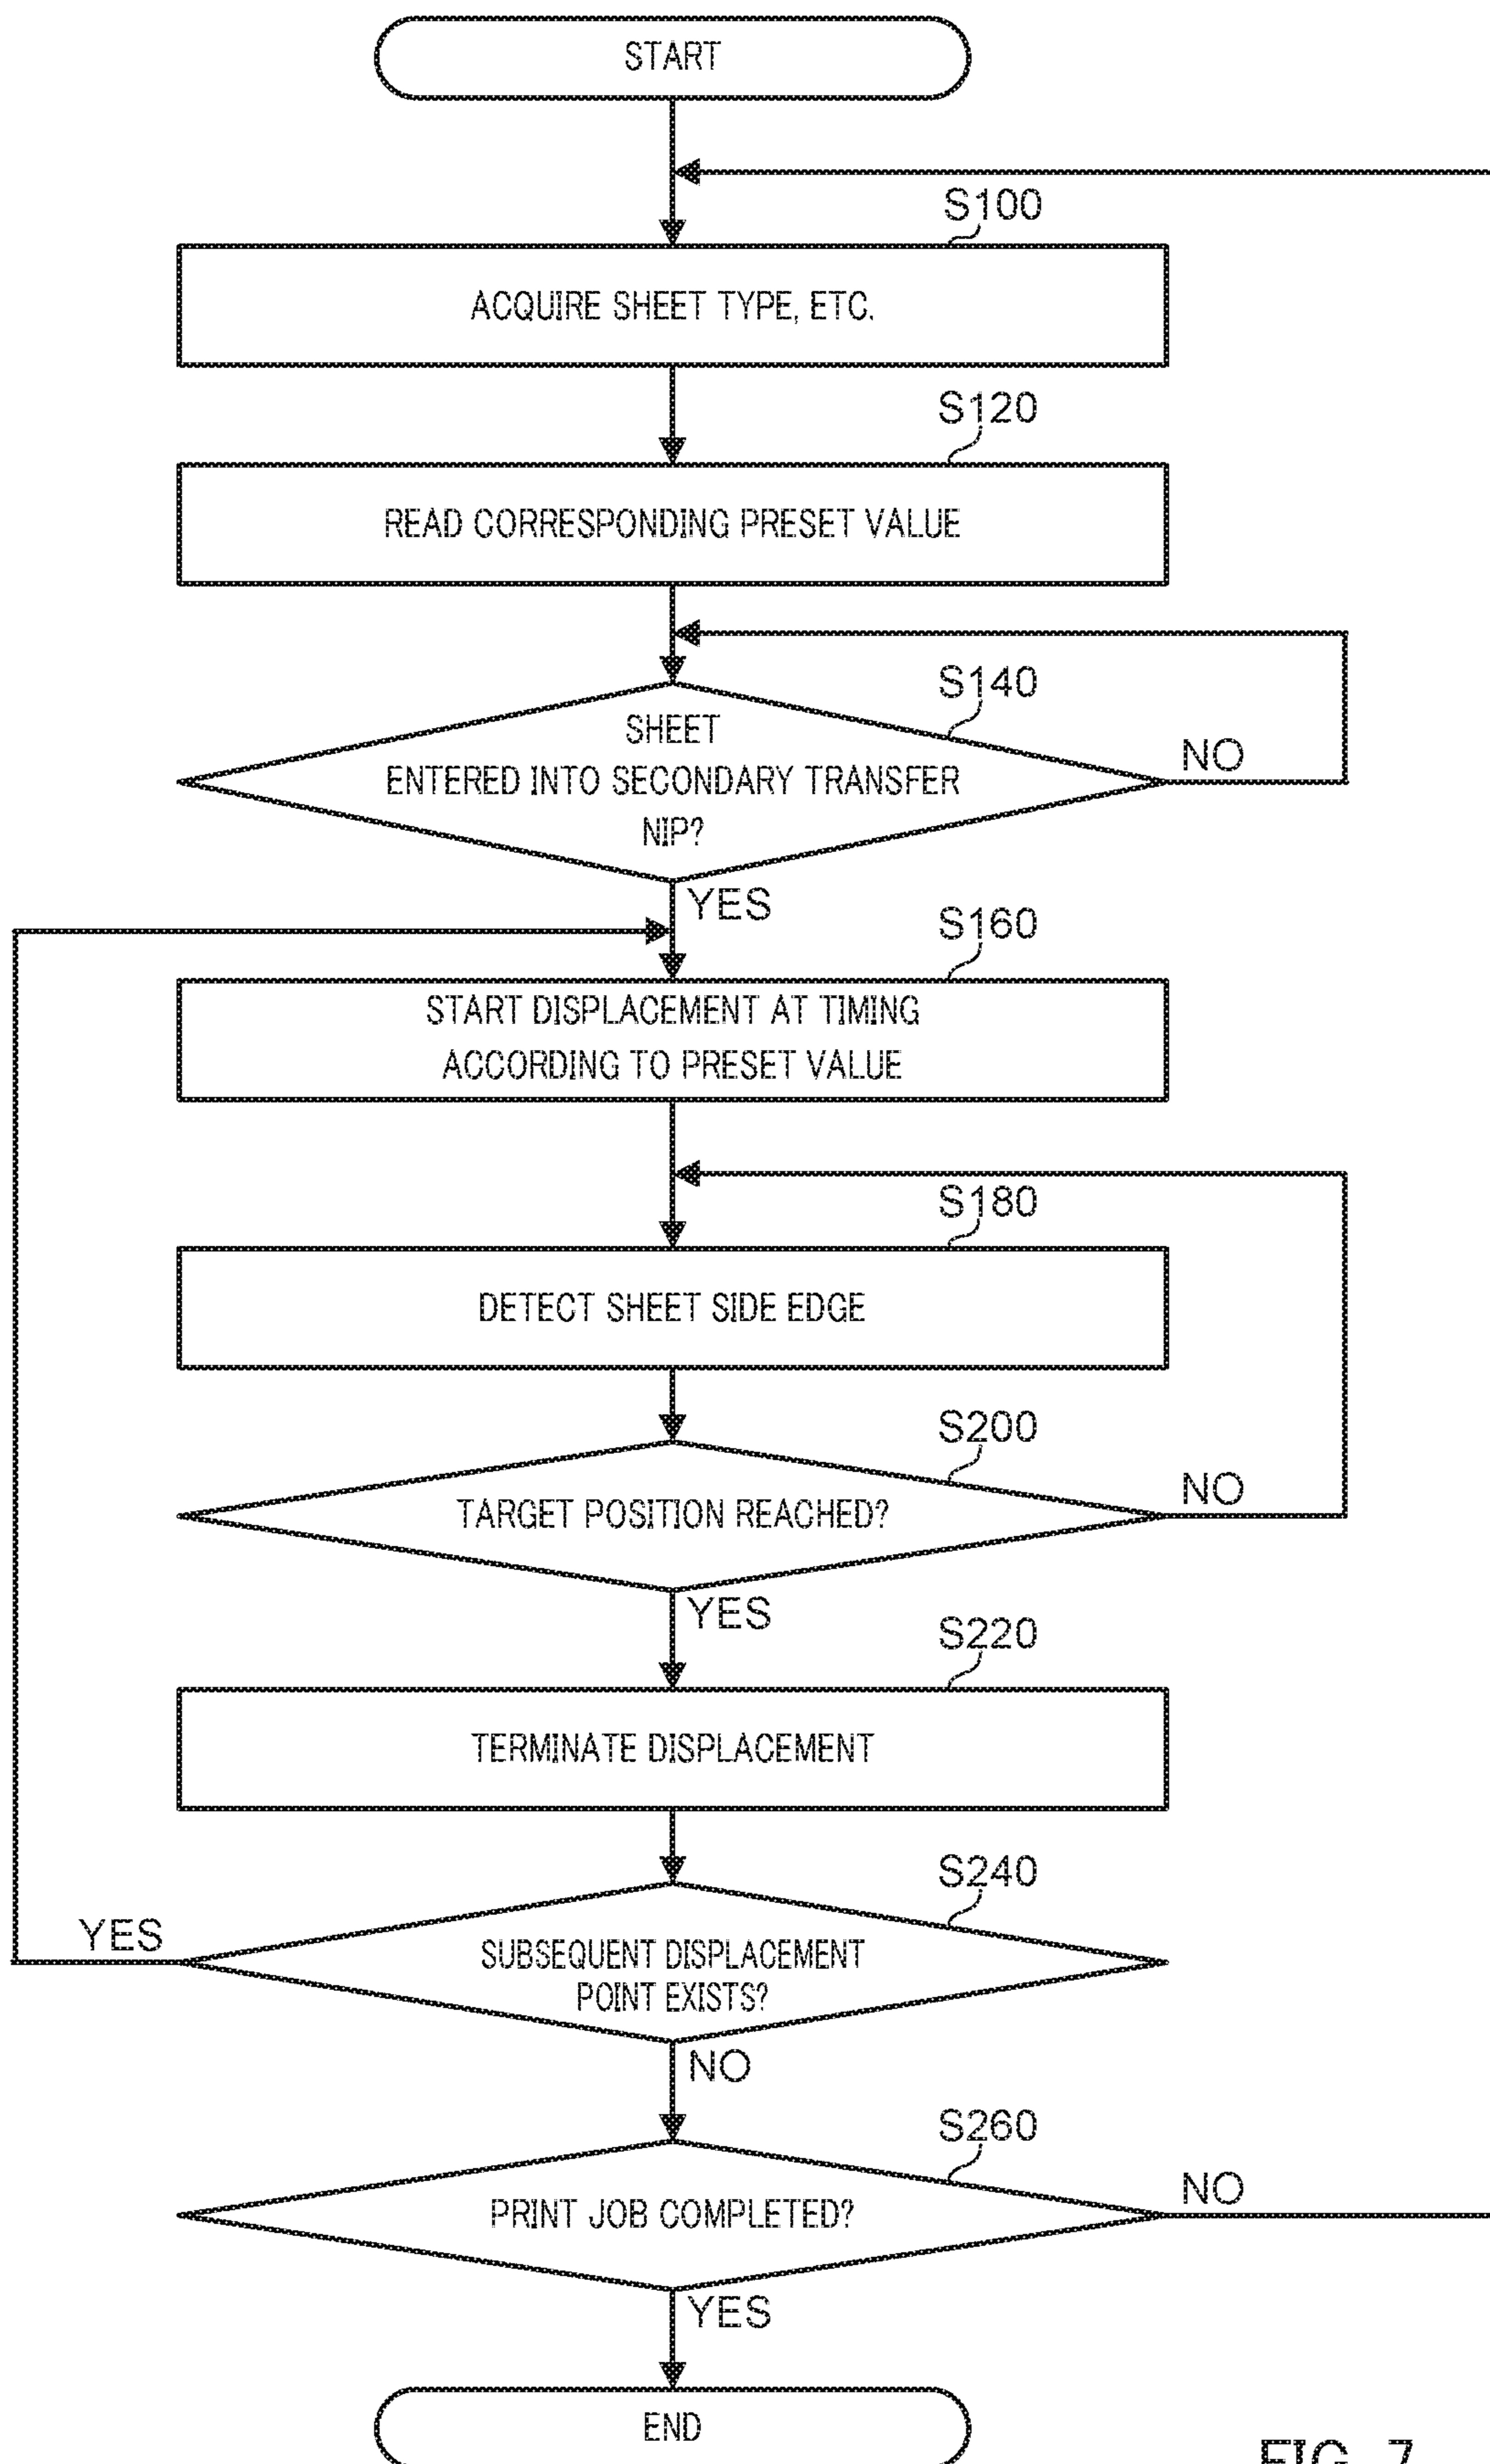 START
S100
ACQUIRE SHEET TYPE, ETC.
S120
READ CORRESPONDING PRESET VALUE
S140
SHEET
ENTERED INTO SECONDARY TRANSFER
NIP?
NO
YES
S160
START DISPLACEMENT AT TIMING
ACCORDING TO PRESET VALUE
S180
DETECT SHEET SIDE EDGE
S200
TARGET POSITION REACHED?
NO
YES
S220
TERMINATE DISPLACEMENT
S240
YES
SUBSEQUENT DISPLACEMENT
POINT EXISTS?
NO
S260
PRINT JOB COMPLETED?
NO
YES
END
FIG. 7